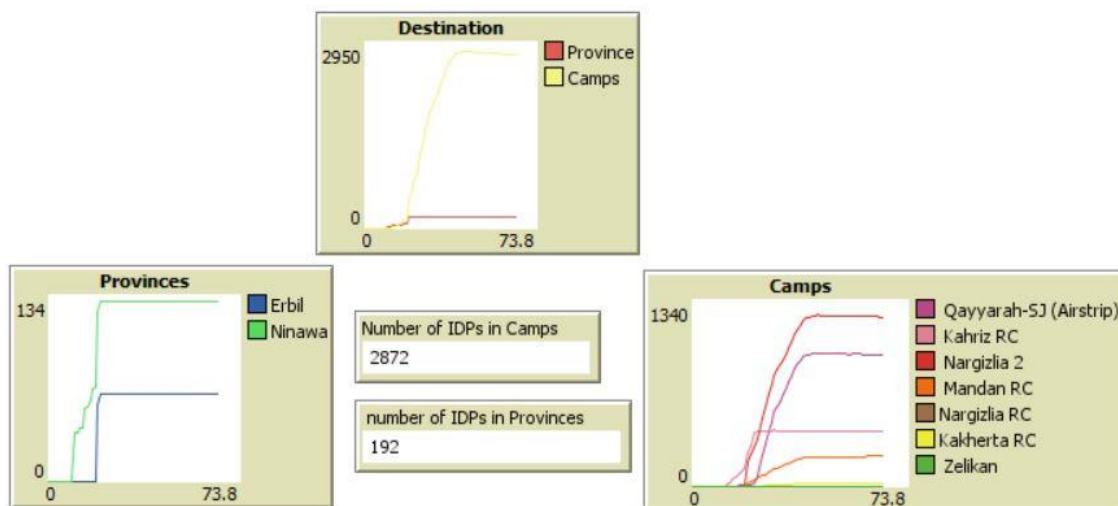 Destination
2950
0
0
73.8
Province
Camps
Provinces
134
0
0
73.8
Erbil
Ninawa
Number of IDPs in Camps
2872
number of IDPs in Provinces
192
Camps
1340
0
0
73.8
Qayyarah-SJ (Airstrip)
Kahriz RC
Nargizlia 2
Mandan RC
Nargizlia RC
Kakherta RC
Zelikan